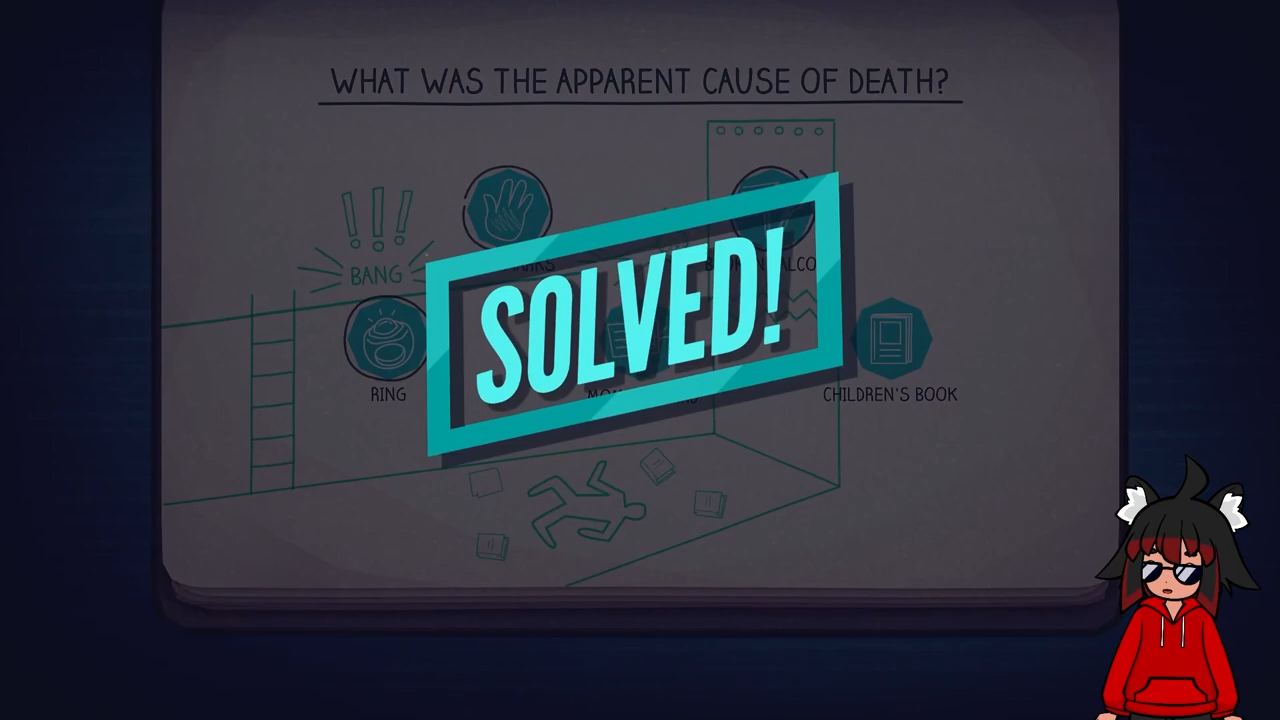 WHAT WAS THE APPARENT CAUSE OF DEATH?
!!!
BANG
SOLVED!
RING
CHILDREN'S BOOK